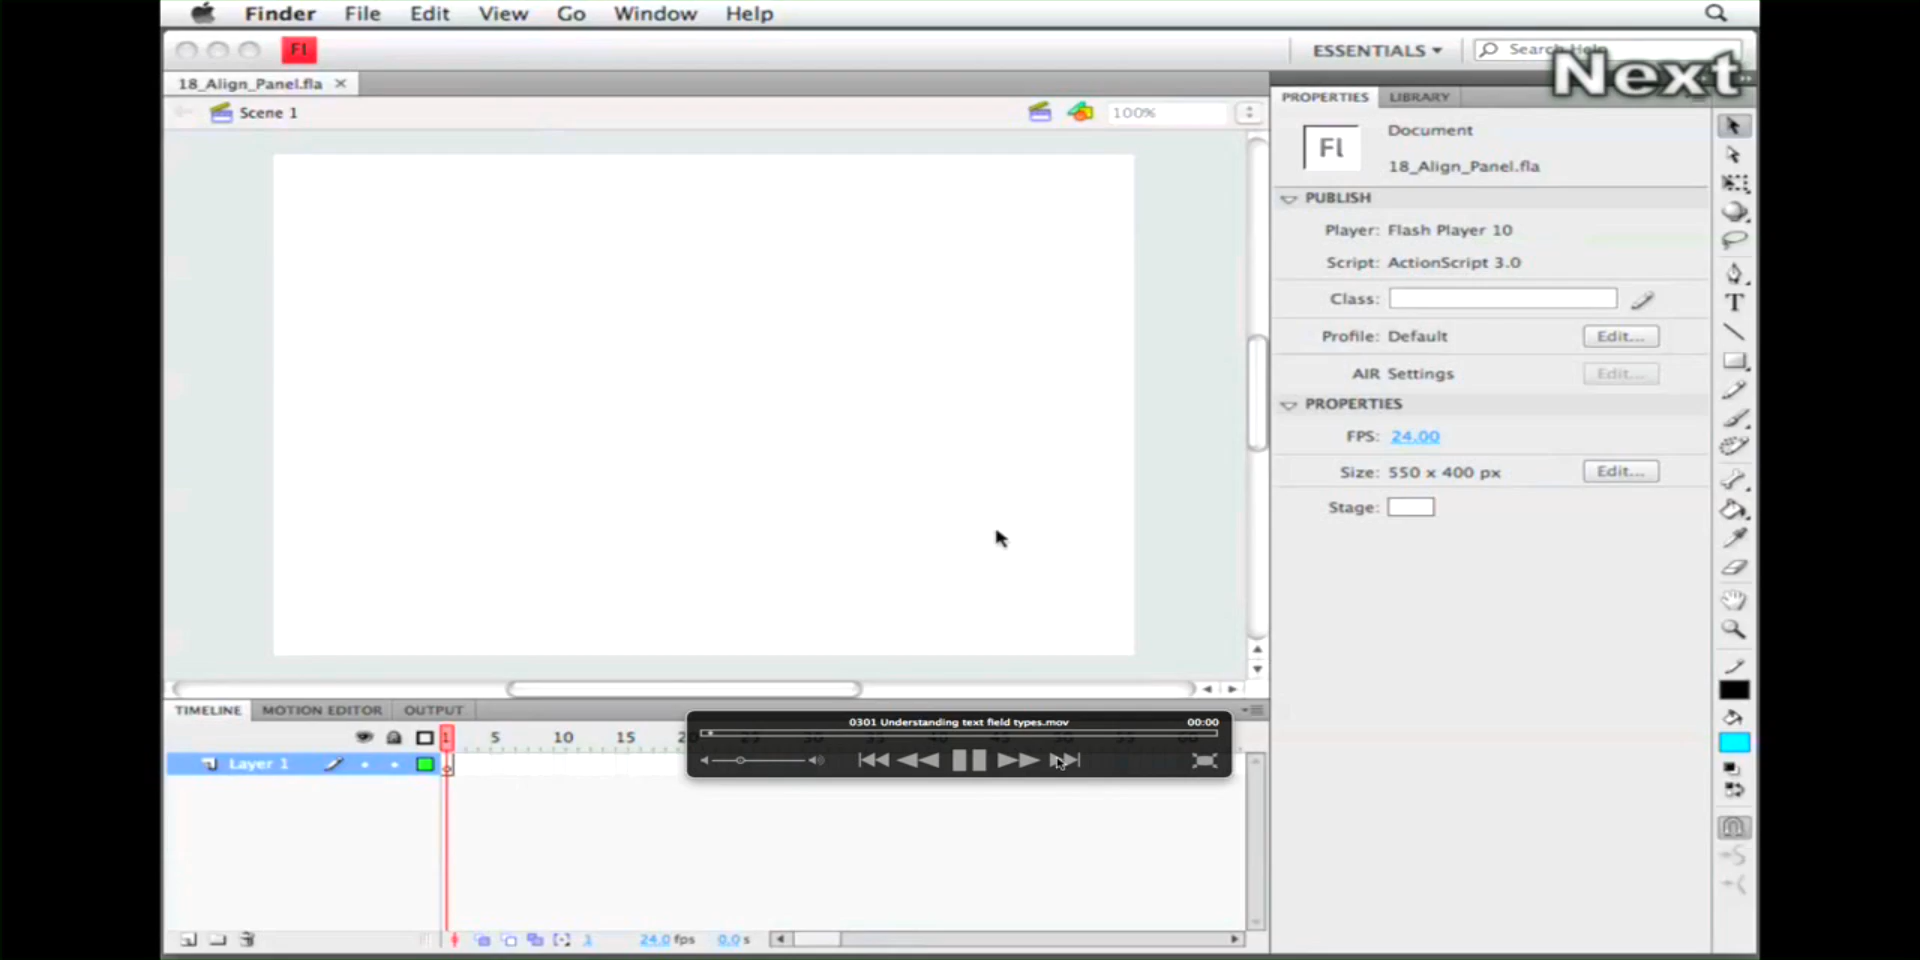 Finder File Edit View Go Window Help
Fl ESSENTIALS Search Help
Next
18_Align_Panel.fla
PROPERTIES LIBRARY
Scene 1 100%
Fl Document
18_Align_Panel.fla
PUBLISH
Player: Flash Player 10
Script: ActionScript 3.0
Class:
Profile: Default Edit...
AIR Settings Edit...
PROPERTIES
FPS: 24.00
Size: 550 x 400 px Edit...
Stage:
T
TIMELINE MOTION EDITOR OUTPUT
0301 Understanding text field types.mov 00:00
1 5 10 15
Layer 1
1 24.0 fps 0.0 s